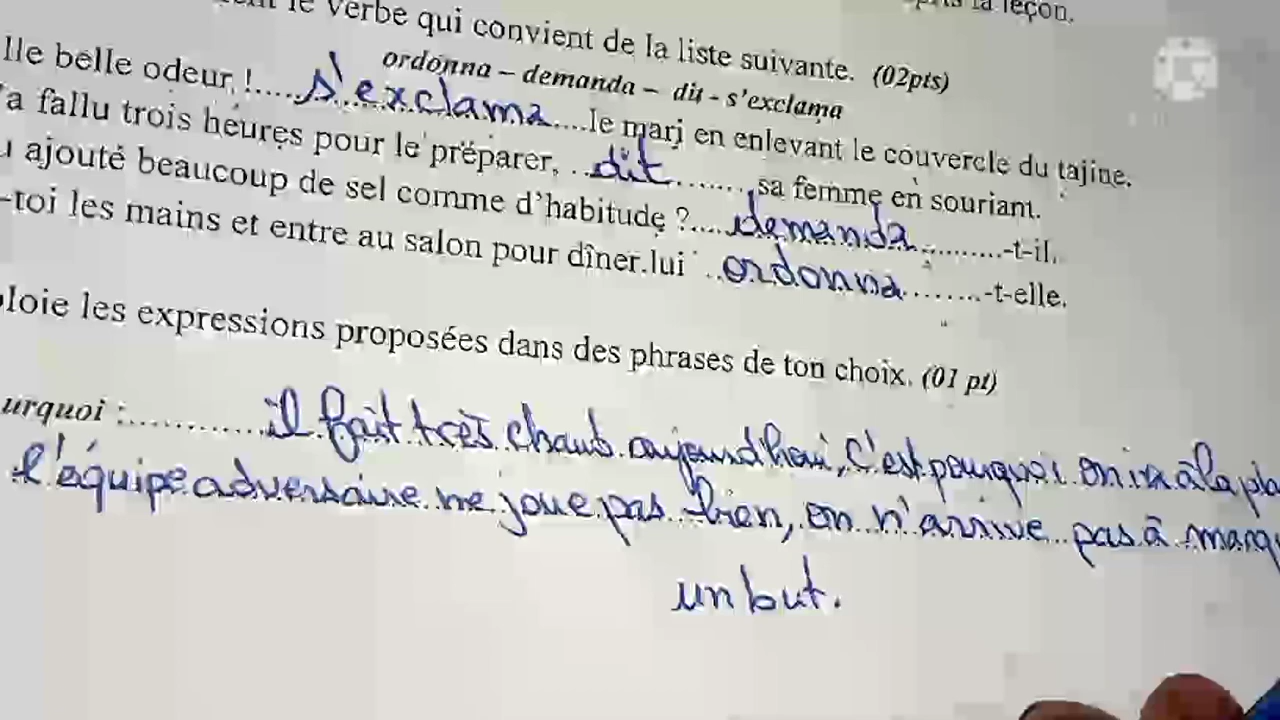 le verbe qui convient de la liste suivante. (02pts)
la leçon.
ordonna – demanda – dit - s'exclama
lle belle odeur !.....s'exclama....le mari en enlevant le couvercle du tajine.
'a fallu trois heures pour le préparer, ..dit........ sa femme en souriant.
u ajouté beaucoup de sel comme d'habitude ?....demanda..........-t-il.
-toi les mains et entre au salon pour dîner.lui ..ordonna........-t-elle.
loie les expressions proposées dans des phrases de ton choix. (01 pt)
urquoi :..............il fait très chaud aujourd'hui, c'est pourquoi on ira à la pla
l'équipe adversaire ne joue pas bien, on n'arrive pas à marq
un but.